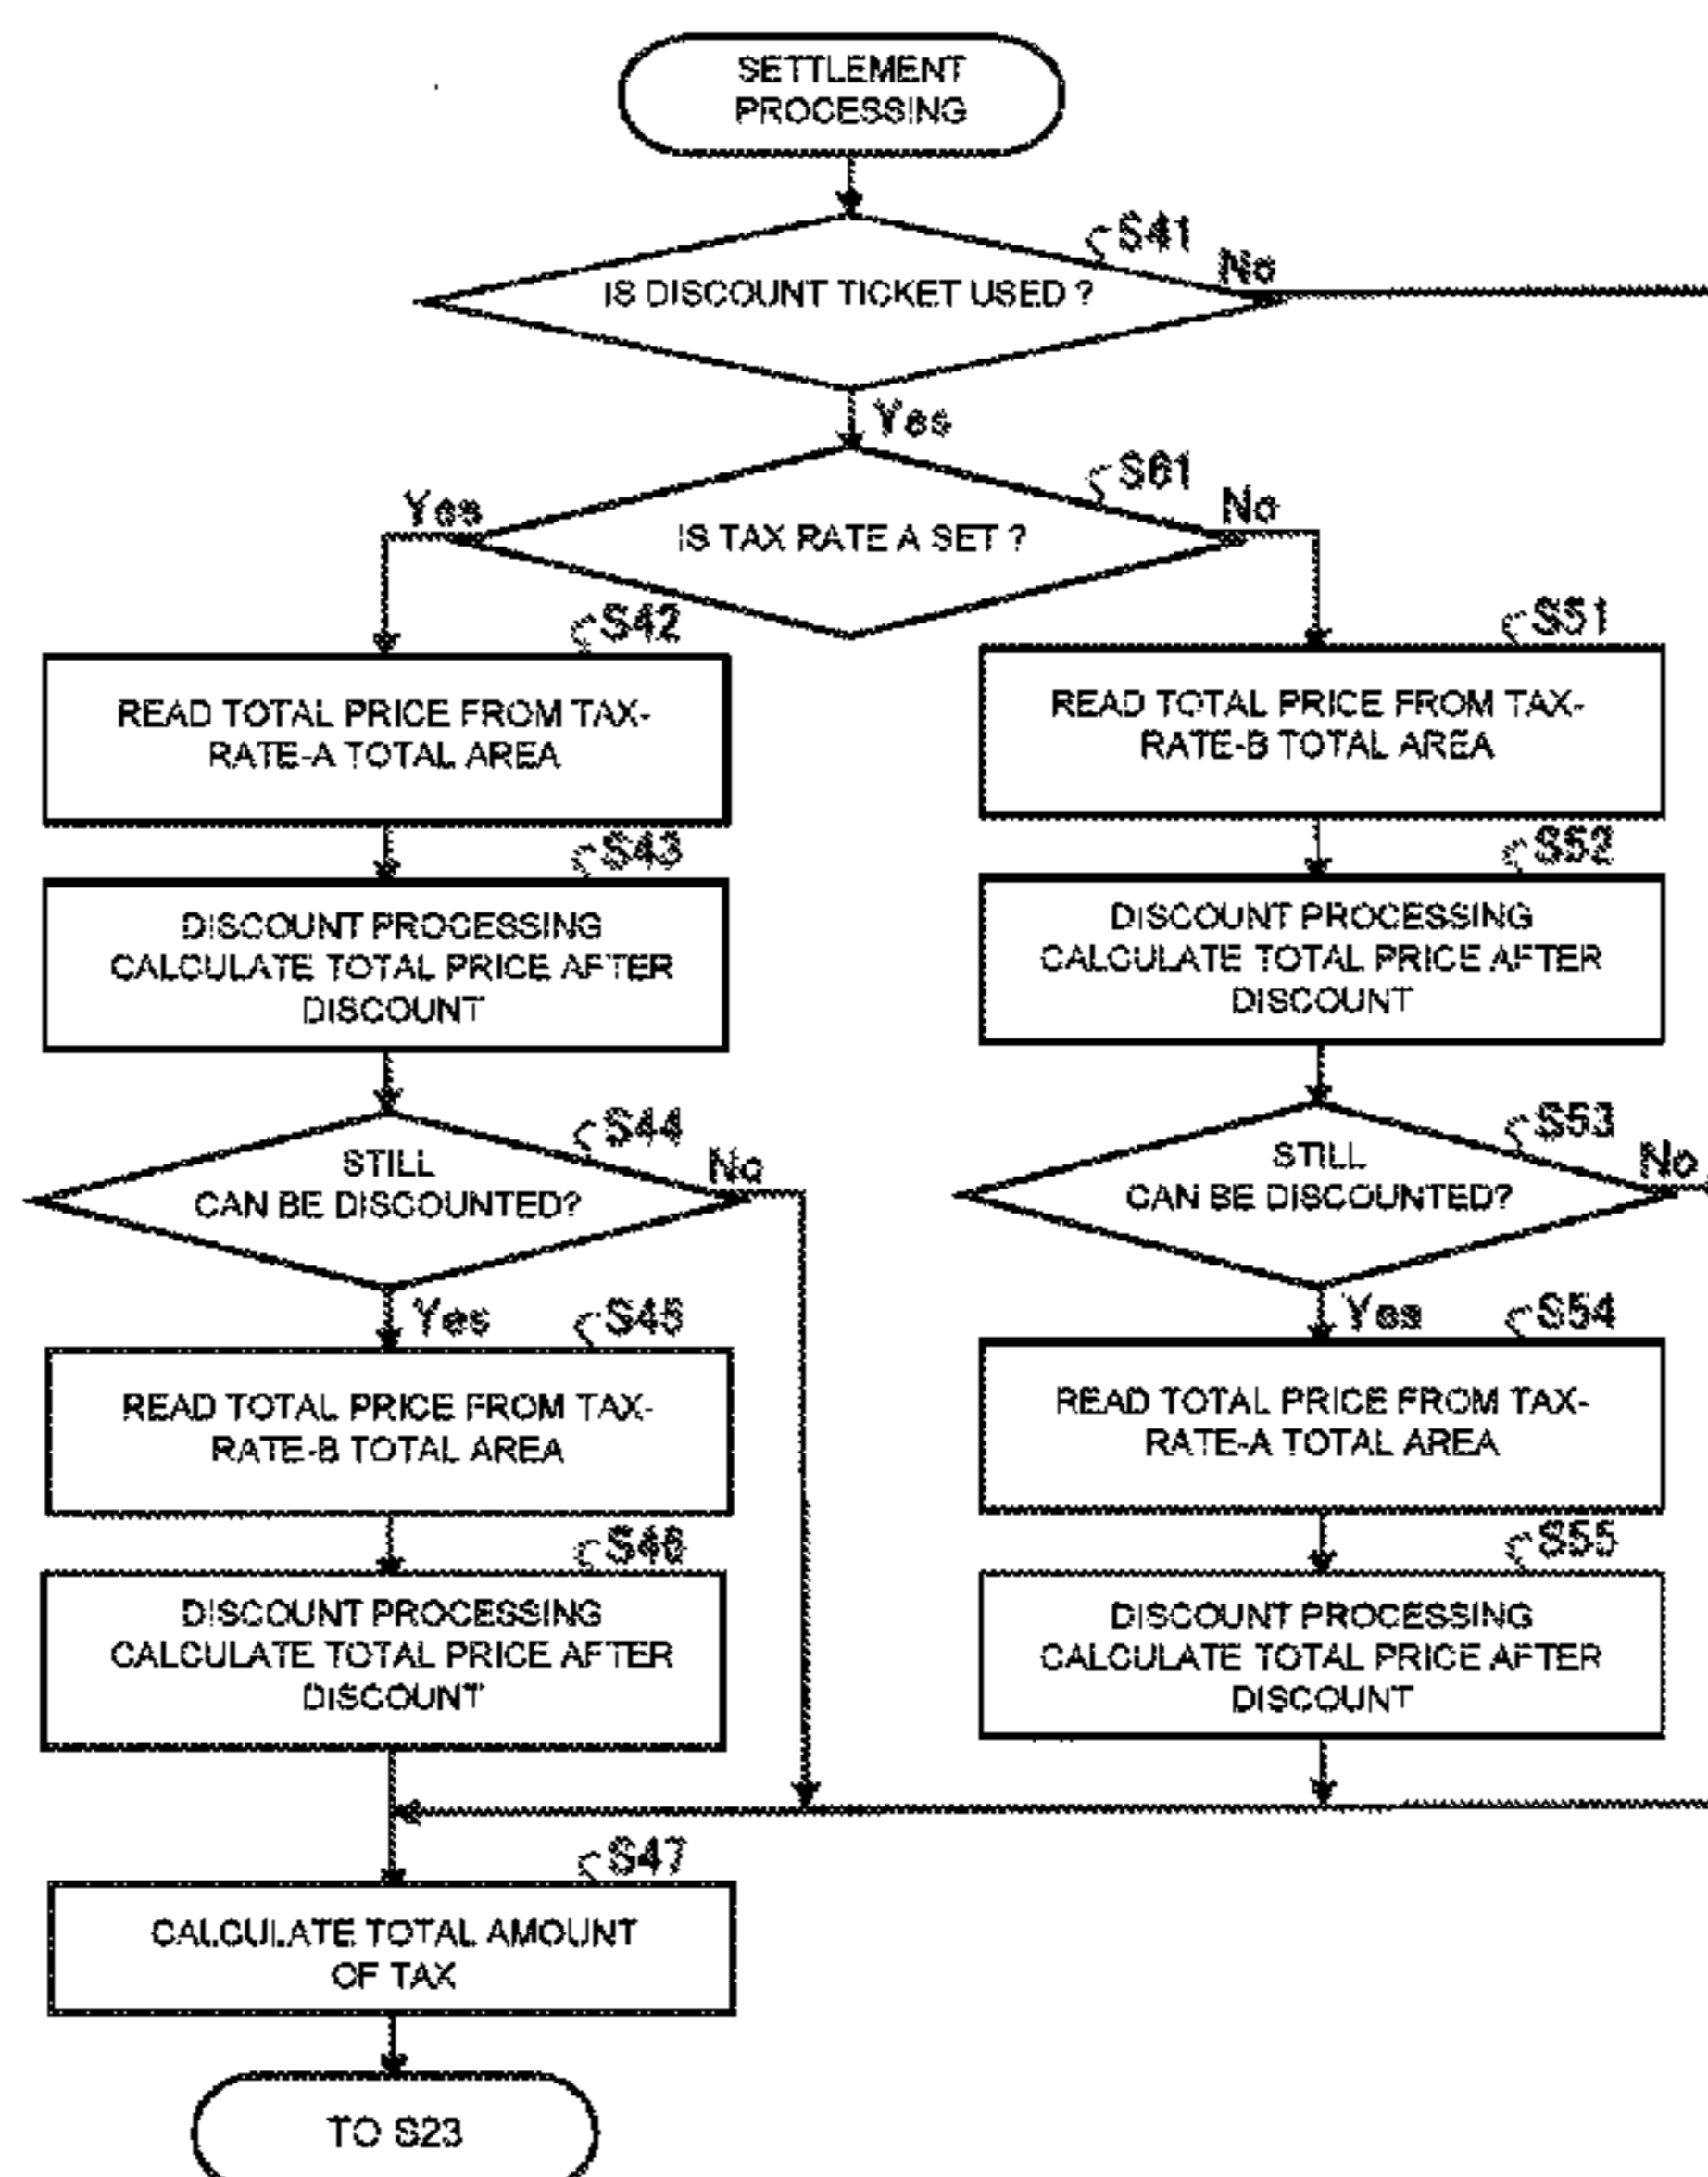 SETTLEMENT
PROCESSING
S41
No
IS DISCOUNT TICKET USED ?
Yes
S61
Yes
No
IS TAX RATE A SET ?
S42
READ TOTAL PRICE FROM TAX-
RATE-A TOTAL AREA
S43
DISCOUNT PROCESSING
CALCULATE TOTAL PRICE AFTER
DISCOUNT
S44
STILL
CAN BE DISCOUNTED?
No
Yes
S45
READ TOTAL PRICE FROM TAX-
RATE-B TOTAL AREA
S46
DISCOUNT PROCESSING
CALCULATE TOTAL PRICE AFTER
DISCOUNT
S51
READ TOTAL PRICE FROM TAX-
RATE-B TOTAL AREA
S52
DISCOUNT PROCESSING
CALCULATE TOTAL PRICE AFTER
DISCOUNT
S53
STILL
CAN BE DISCOUNTED?
No
Yes
S54
READ TOTAL PRICE FROM TAX-
RATE-A TOTAL AREA
S55
DISCOUNT PROCESSING
CALCULATE TOTAL PRICE AFTER
DISCOUNT
S47
CALCULATE TOTAL AMOUNT
OF TAX
TO S23